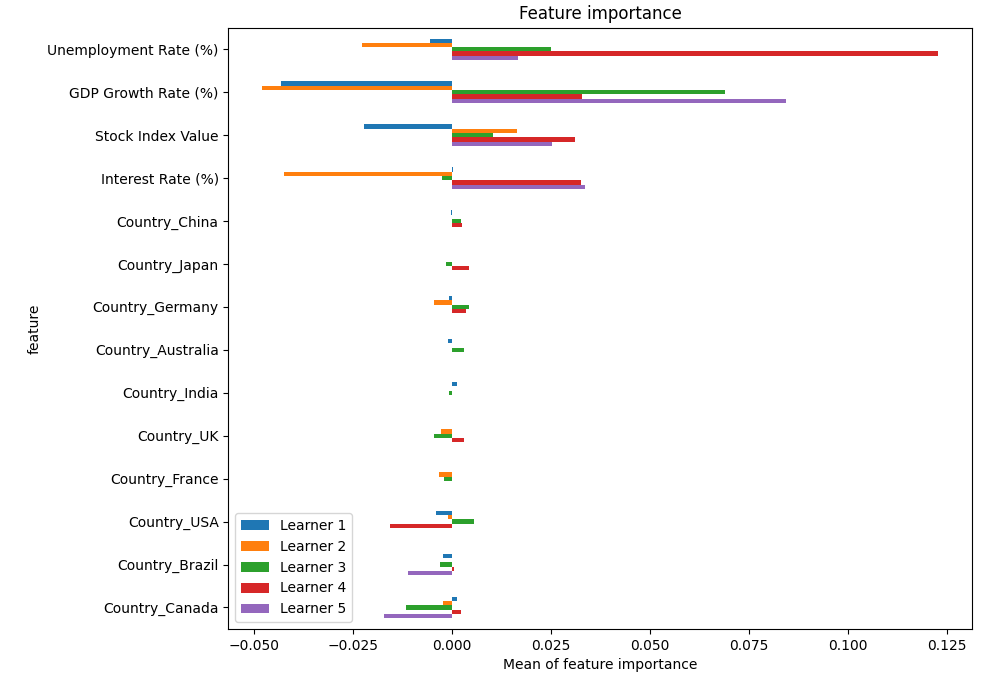 Feature importance
Unemployment Rate (%)
GDP Growth Rate (%)
Stock Index Value
Interest Rate (%)
Country_China
Country_Japan
Country_Germany
Country_Australia
Country_India
Country_UK
Country_France
Country_USA
Country_Brazil
Country_Canada
feature
Learner 1
Learner 2
Learner 3
Learner 4
Learner 5
−0.050 −0.025 0.000 0.025 0.050 0.075 0.100 0.125
Mean of feature importance